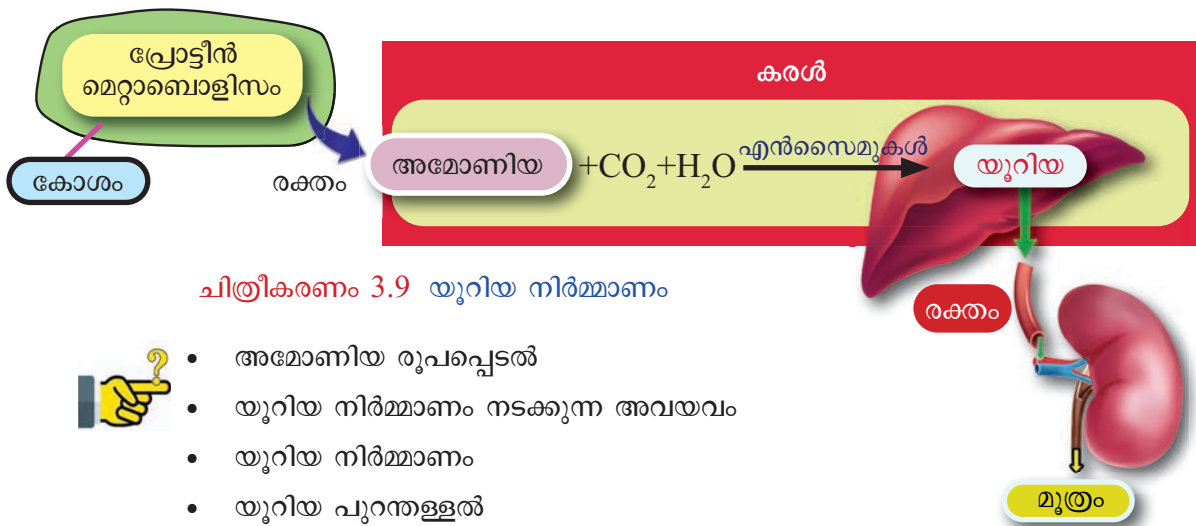 പ്രോട്ടീൻ
മെറ്റാബൊളിസം
കോശം
രക്തം
കരൾ
അമോണിയ +CO₂+H₂O എൻസൈമുകൾ യൂറിയ
രക്തം
മൂത്രം
ചിത്രീകരണം 3.9 യൂറിയ നിർമ്മാണം
?
• അമോണിയ രൂപപ്പെടൽ
• യൂറിയ നിർമ്മാണം നടക്കുന്ന അവയവം
• യൂറിയ നിർമ്മാണം
• യൂറിയ പുറന്തള്ളൽ